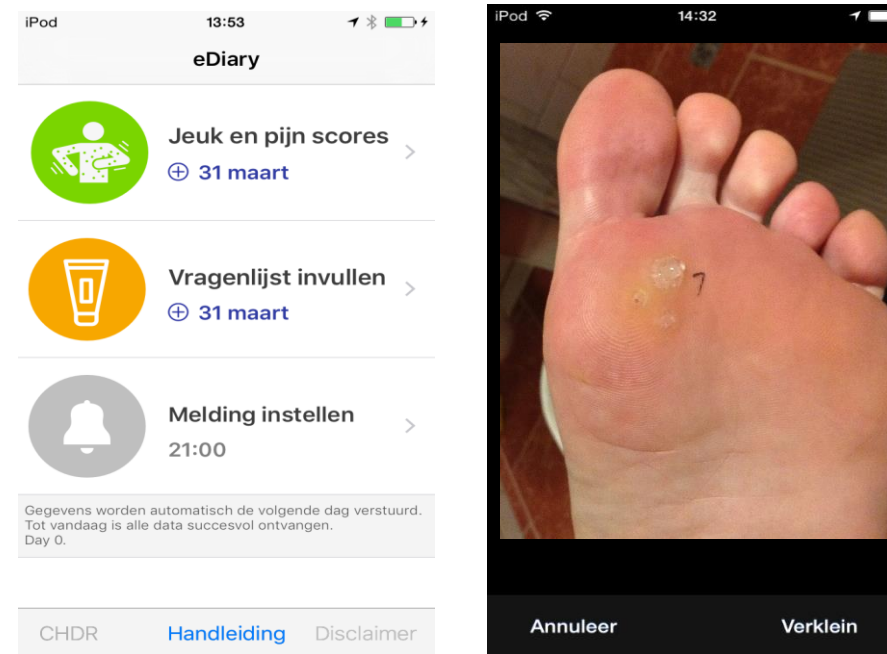 iPod 13:53
eDiary
Jeuk en pijn scores
31 maart
Vragenlijst invullen
31 maart
Melding instellen
21:00
Gegevens worden automatisch de volgende dag verstuurd.
Tot vandaag is alle data succesvol ontvangen.
Day 0.
CHDR Handleiding Disclaimer
iPod 14:32
7
Annuleer Verklein